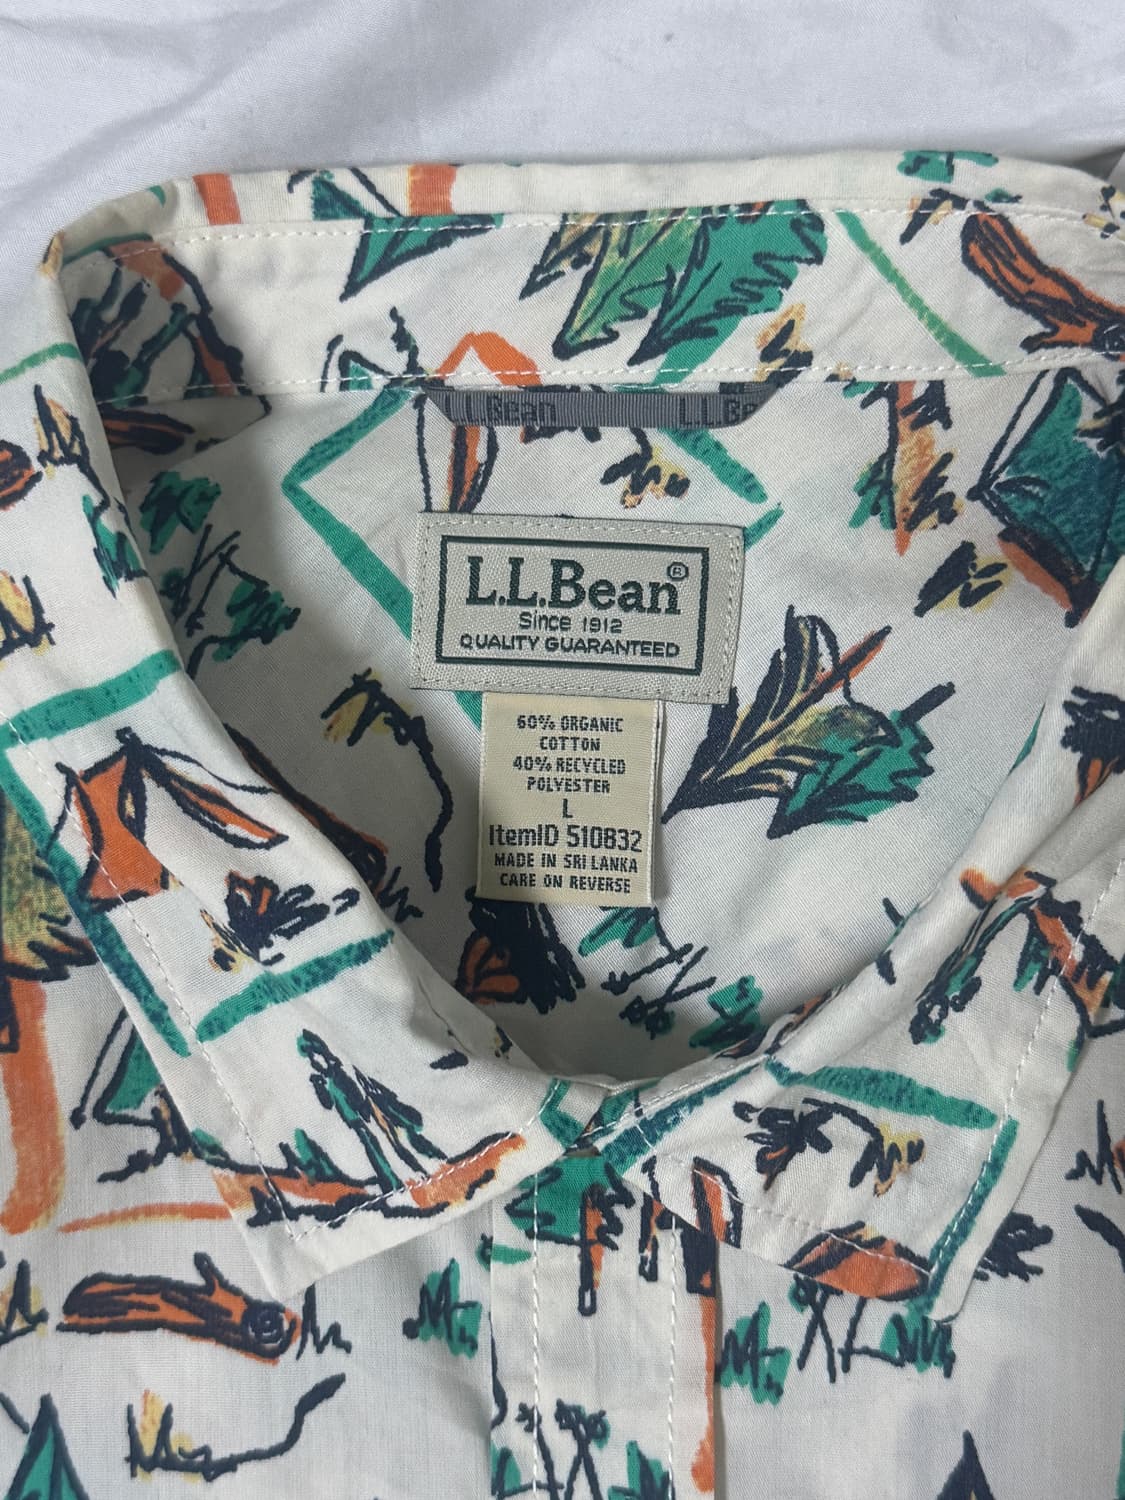 L.L.Bean L.L.Be
L.L.Bean®
Since 1912
QUALITY GUARANTEED
60% ORGANIC
COTTON
40% RECYCLED
POLYESTER
L
ItemID 510832
MADE IN SRI LANKA
CARE ON REVERSE